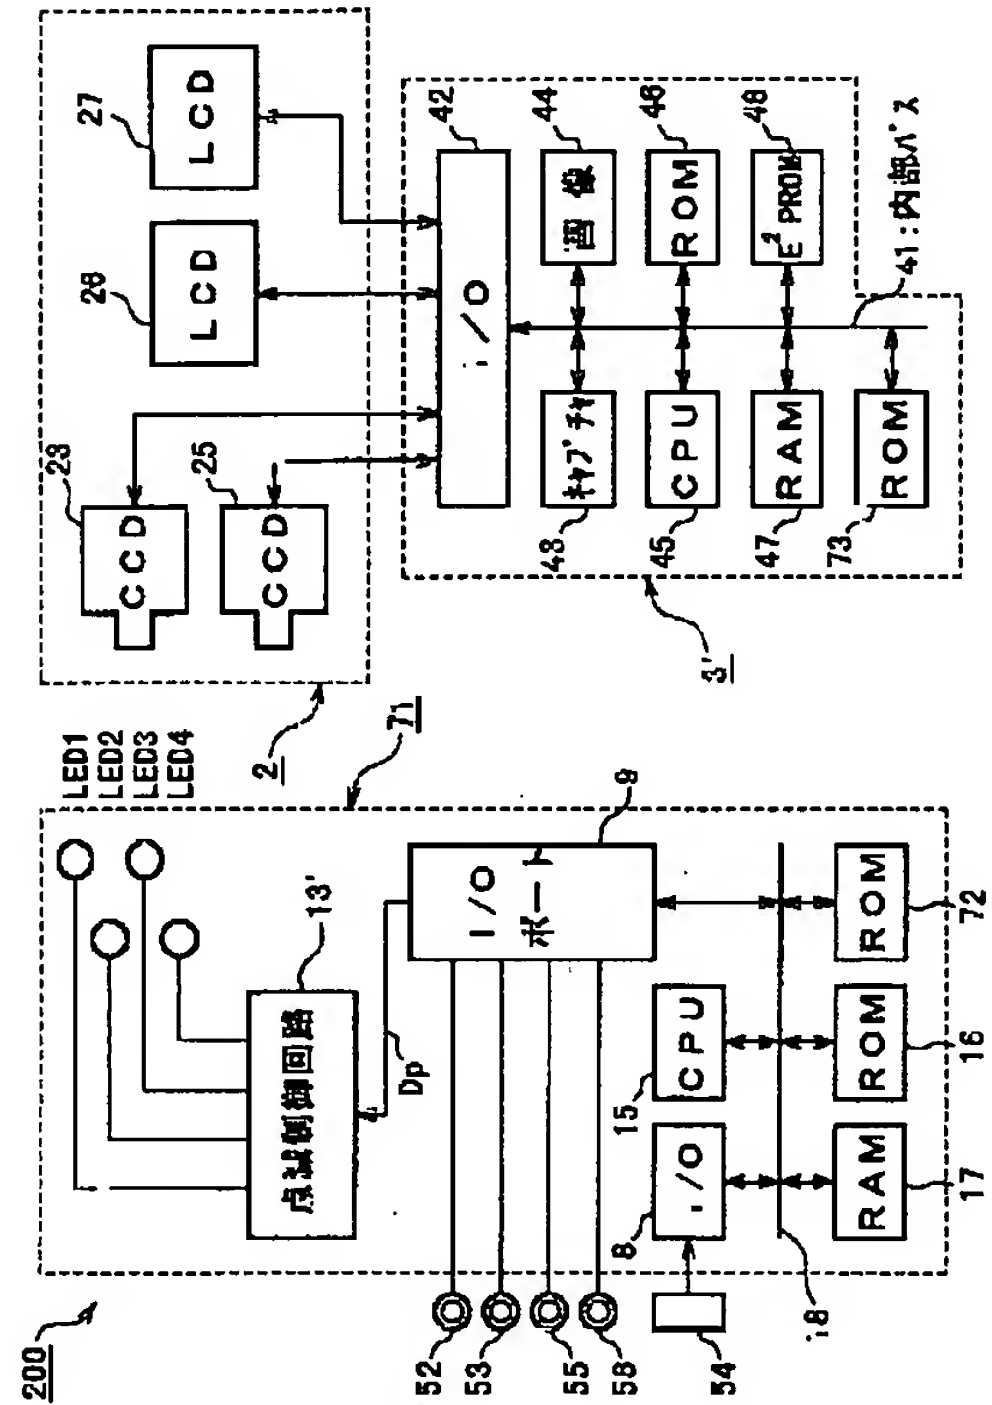 200
LED1
LED2
LED3
LED4
71
13'
点滅制御回路
Dp
9
I/O
ポート
52
53
55
58
54
8
I/O
15
CPU
18
RAM
17
ROM
16
ROM
72
2
23
CCD
25
CCD
26
LCD
27
LCD
3'
42
I/O
キャプチャ
44
画像
45
CPU
46
ROM
47
RAM
E²PROM
73
ROM
41:内部バス